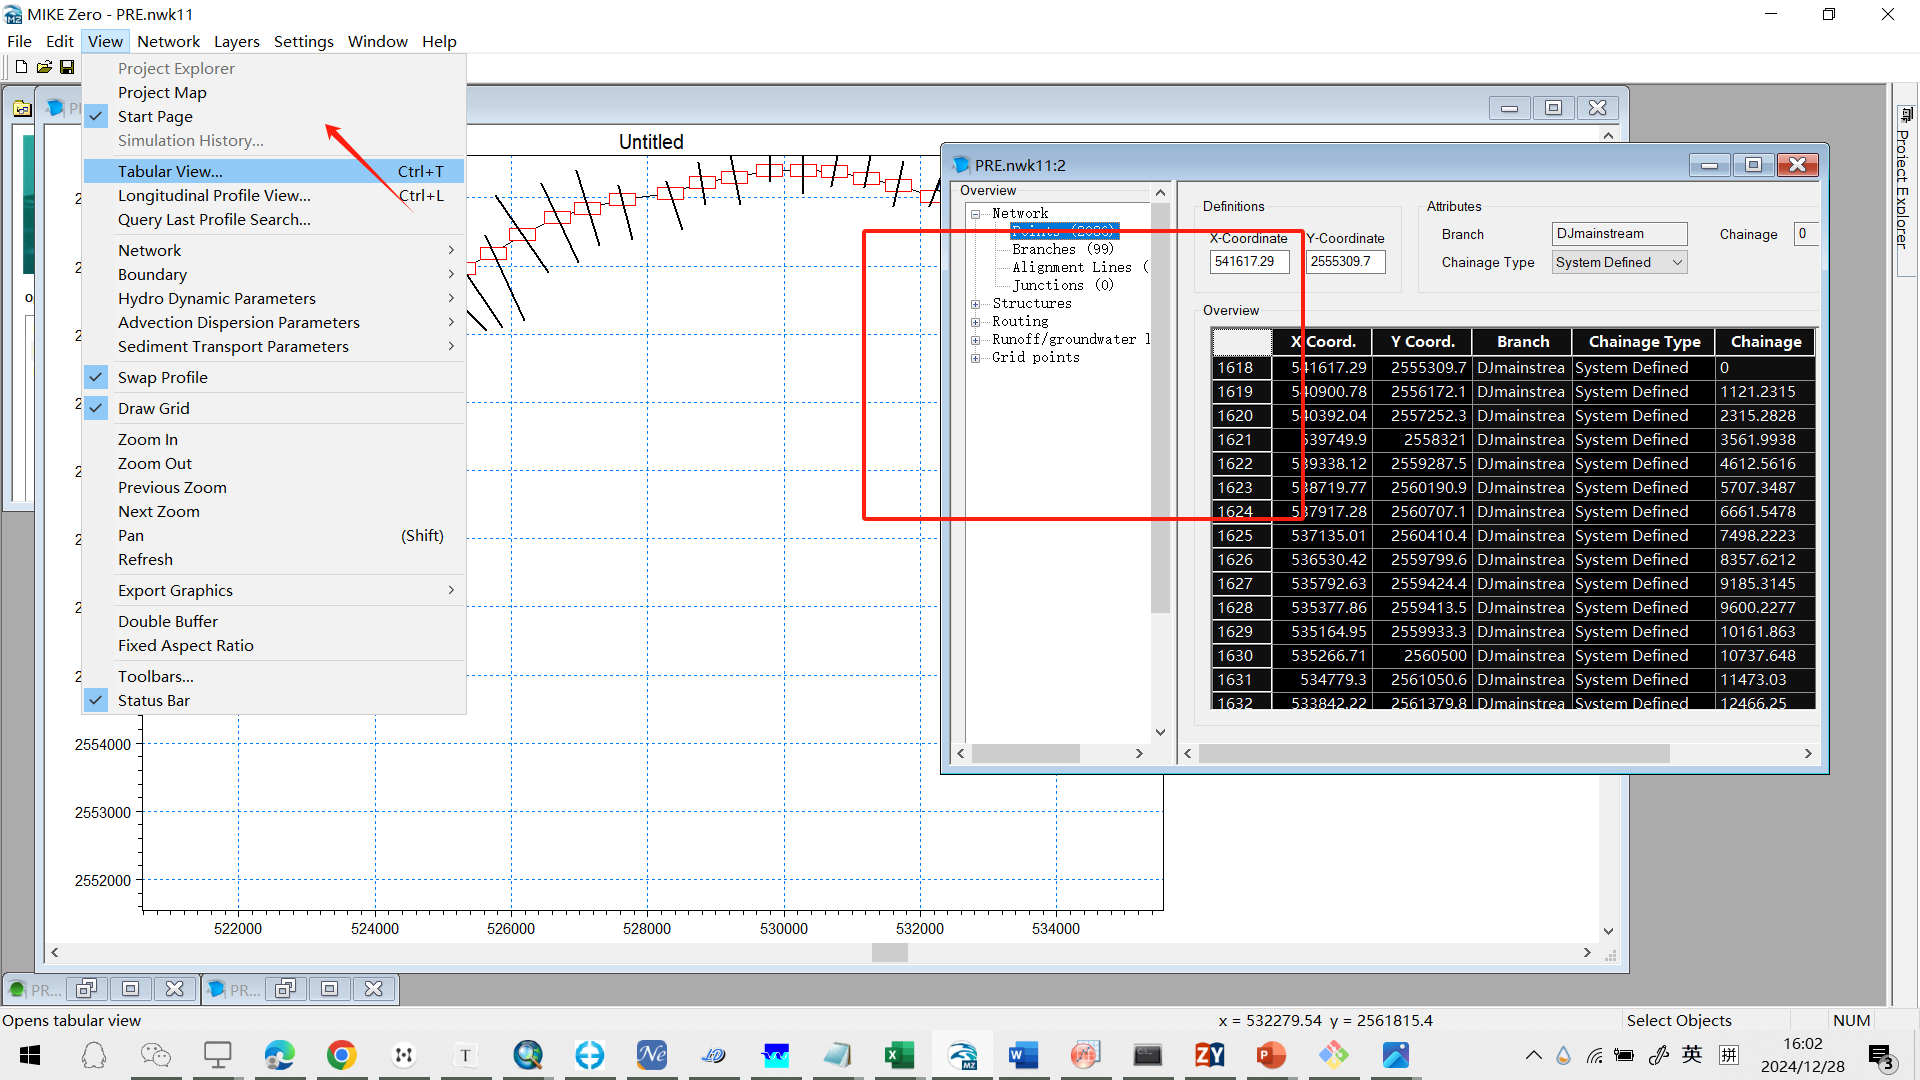 MIKE Zero - PRE.nwk11
File Edit View Network Layers Settings Window Help
Project Explorer
Project Map
Start Page
Simulation History...
Tabular View... Ctrl+T
Longitudinal Profile View... Ctrl+L
Query Last Profile Search...
Network
Boundary
Hydro Dynamic Parameters
Advection Dispersion Parameters
Sediment Transport Parameters
Swap Profile
Draw Grid
Zoom In
Zoom Out
Previous Zoom
Next Zoom
Pan (Shift)
Refresh
Export Graphics
Double Buffer
Fixed Aspect Ratio
Toolbars...
Status Bar
Untitled
2554000
2553000
2552000
522000 524000 526000 528000 530000 532000 534000
PRE.nwk11:2
Overview
Network
Points (2080)
Branches (99)
Alignment Lines (
Junctions (0)
Structures
Routing
Runoff/groundwater l
Grid points
Definitions
X-Coordinate Y-Coordinate
541617.29 2555309.7
Attributes
Branch DJmainstream Chainage 0
Chainage Type System Defined
Overview
X Coord. Y Coord. Branch Chainage Type Chainage
1618 541617.29 2555309.7 DJmainstrea System Defined 0
1619 540900.78 2556172.1 DJmainstrea System Defined 1121.2315
1620 540392.04 2557252.3 DJmainstrea System Defined 2315.2828
1621 539749.9 2558321 DJmainstrea System Defined 3561.9938
1622 539338.12 2559287.5 DJmainstrea System Defined 4612.5616
1623 538719.77 2560190.9 DJmainstrea System Defined 5707.3487
1624 537917.28 2560707.1 DJmainstrea System Defined 6661.5478
1625 537135.01 2560410.4 DJmainstrea System Defined 7498.2223
1626 536530.42 2559799.6 DJmainstrea System Defined 8357.6212
1627 535792.63 2559424.4 DJmainstrea System Defined 9185.3145
1628 535377.86 2559413.5 DJmainstrea System Defined 9600.2277
1629 535164.95 2559933.3 DJmainstrea System Defined 10161.863
1630 535266.71 2560500 DJmainstrea System Defined 10737.648
1631 534779.3 2561050.6 DJmainstrea System Defined 11473.03
1632 533842.22 2561379.8 DJmainstrea System Defined 12466.25
Project Explorer
PR... PR...
Opens tabular view x = 532279.54 y = 2561815.4 Select Objects NUM
英 拼 16:02
2024/12/28
3